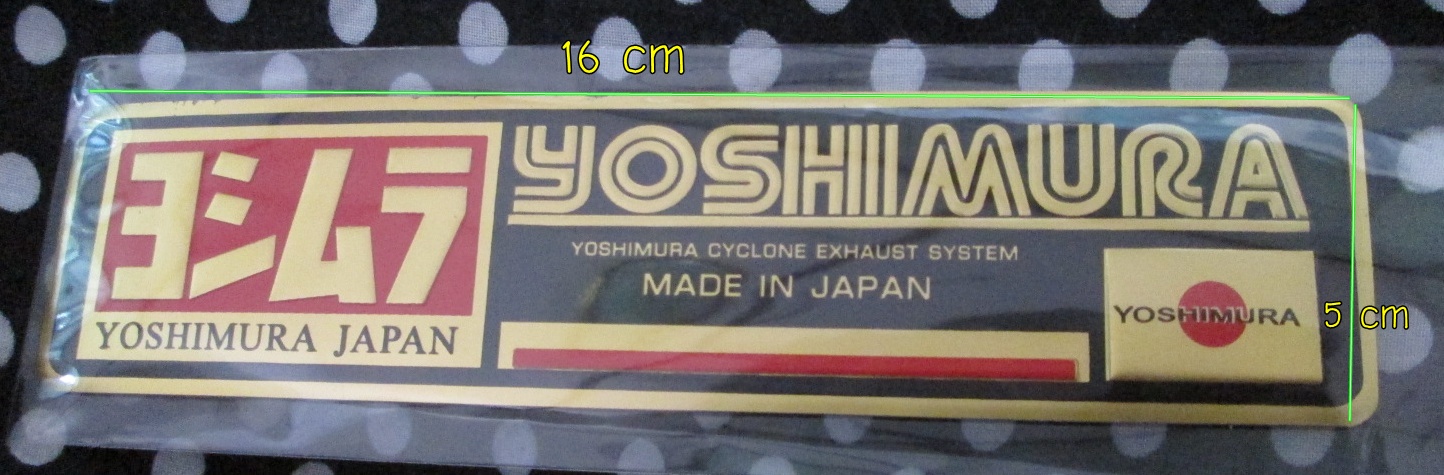 16 cm
ヨシムラ
YOSHIMURA JAPAN
YOSHIMURA
YOSHIMURA CYCLONE EXHAUST SYSTEM
MADE IN JAPAN
YOSHIMURA
5 cm